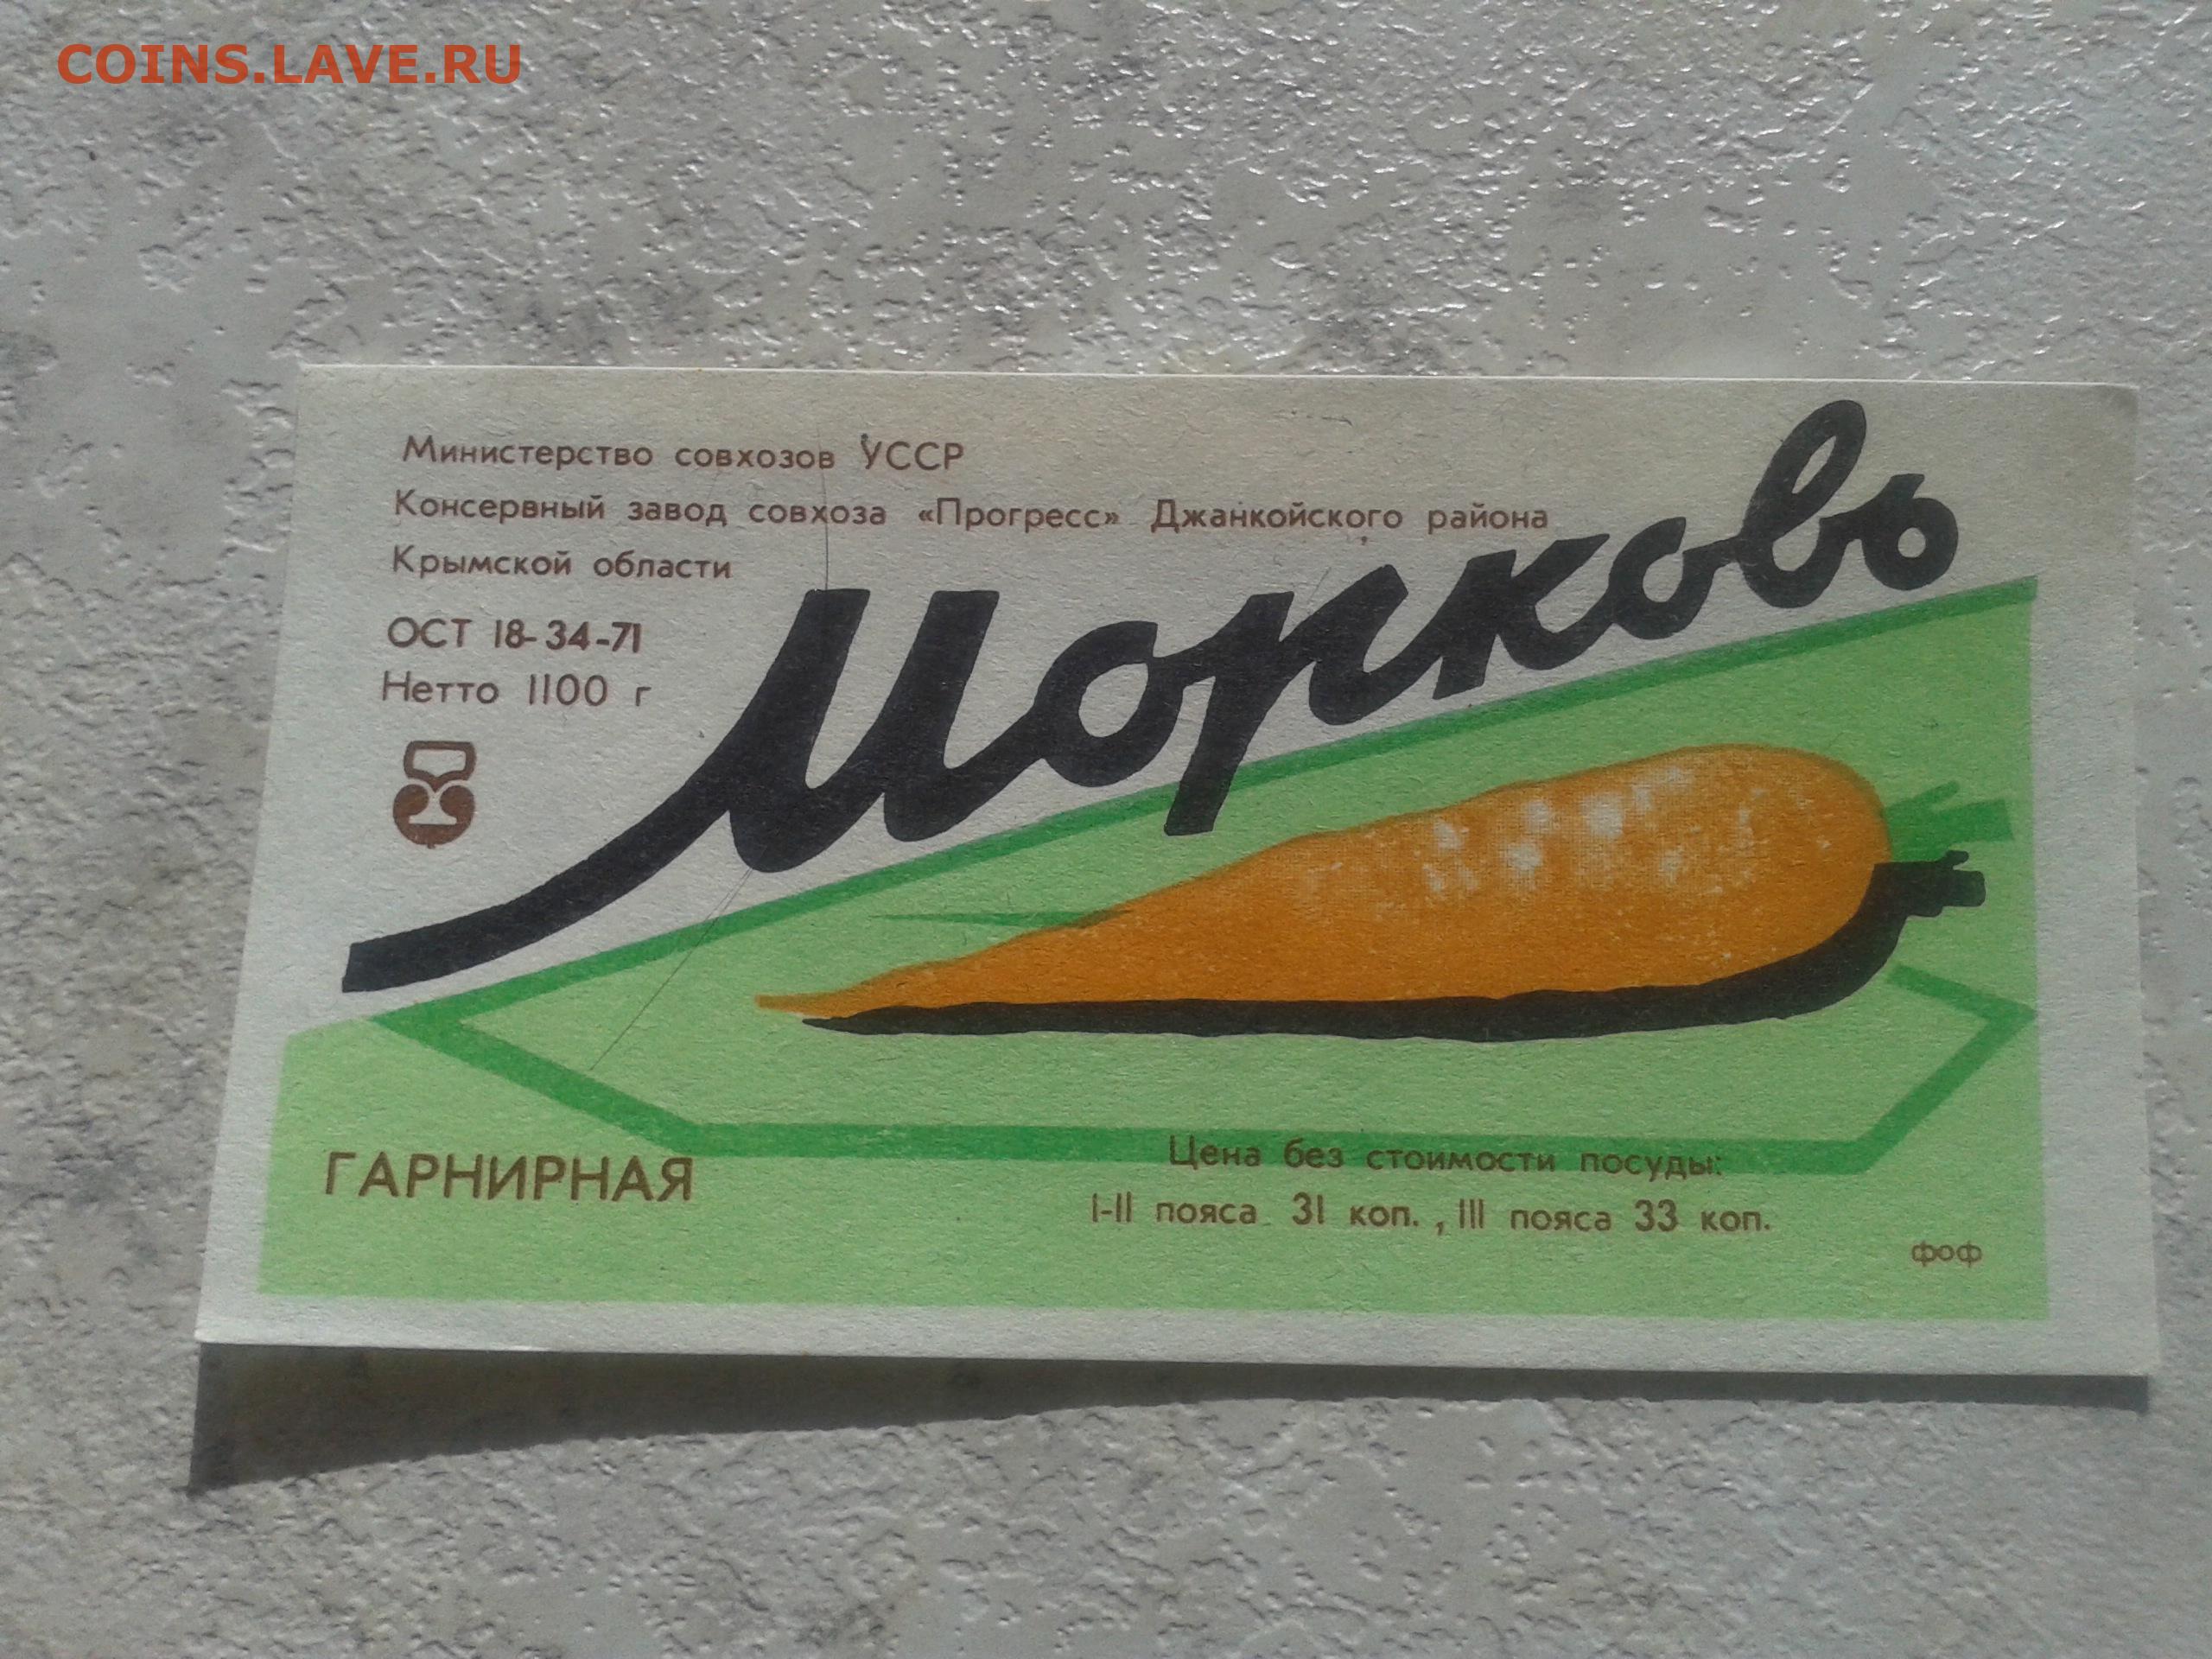 COINS.LAVE.RU
Министерство совхозов УССР
Консервный завод совхоза «Прогресс» Джанкойского района
Крымской области
ОСТ 18-34-71
Нетто 1100 г
Морковь
ГАРНИРНАЯ
Цена без стоимости посуды:
I-II пояса 31 коп., III пояса 33 коп.
фоф